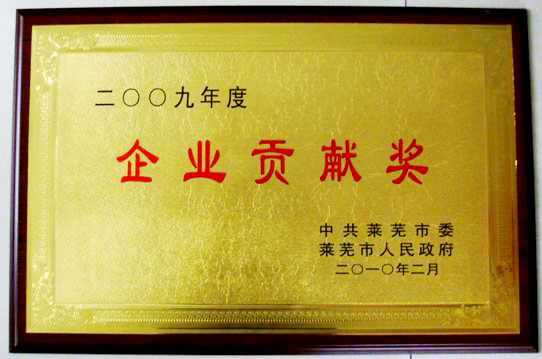 二〇〇九年度
企业贡献奖
中共莱芜市委
莱芜市人民政府
二〇一〇年二月